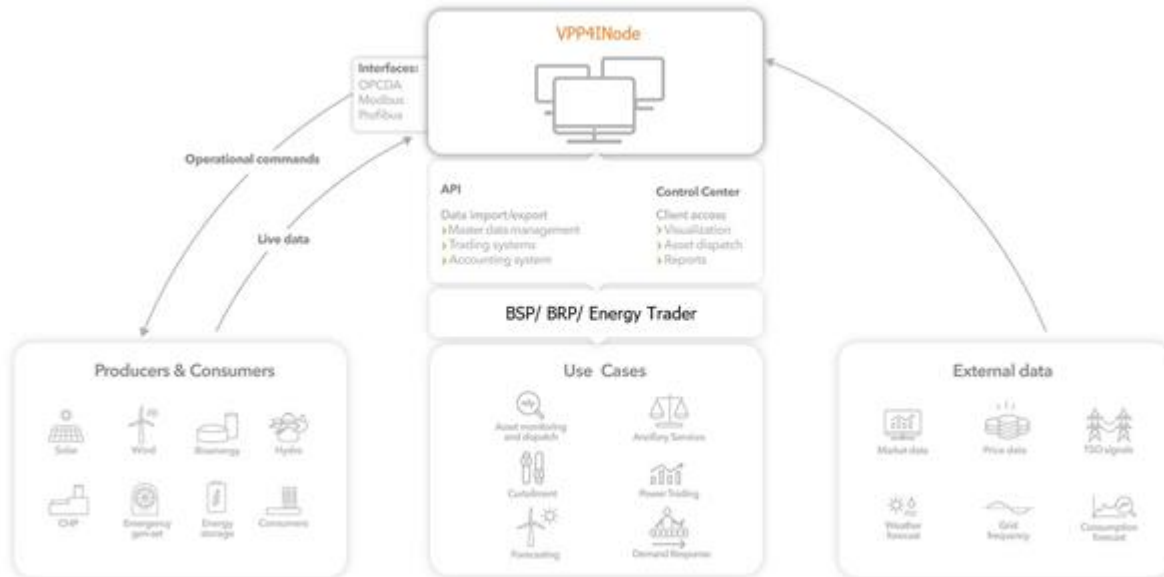 VPP4INode
Interfaces:
OPCDA
Modbus
Profibus
Operational commands
Live data
API
Data import/export
Master data management
Trading systems
Accounting system
Control Center
Client access
Visualization
Asset dispatch
Reports
BSP/ BRP/ Energy Trader
Producers & Consumers
Solar
Wind
Bioenergy
Hydro
CHP
Emergency
gen-set
Energy
storage
Consumers
Use Cases
Asset monitoring
and dispatch
Ancillary Services
Curtailment
Power Trading
Forecasting
Demand Response
External data
Market data
Price data
TSO signals
Weather
forecast
Grid
frequency
Consumption
forecast